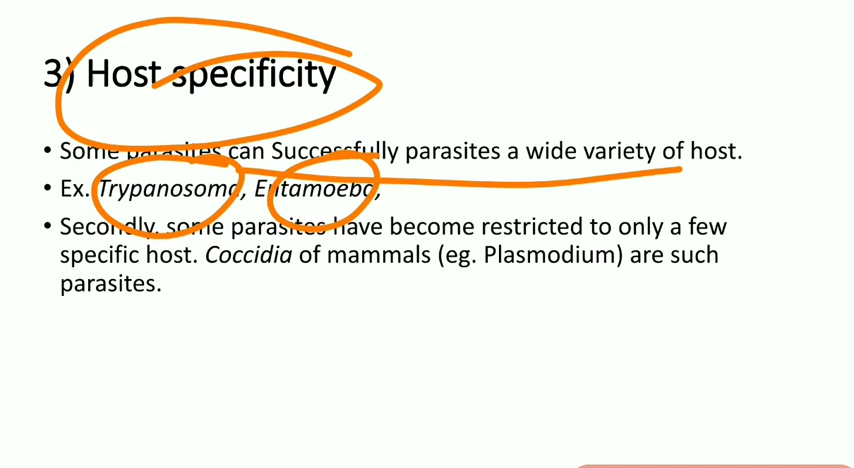 3) Host specificity
• Some parasites can Successfully parasites a wide variety of host.
• Ex. Trypanosoma, Entamoeba,
• Secondly, some parasites have become restricted to only a few
specific host. Coccidia of mammals (eg. Plasmodium) are such
parasites.